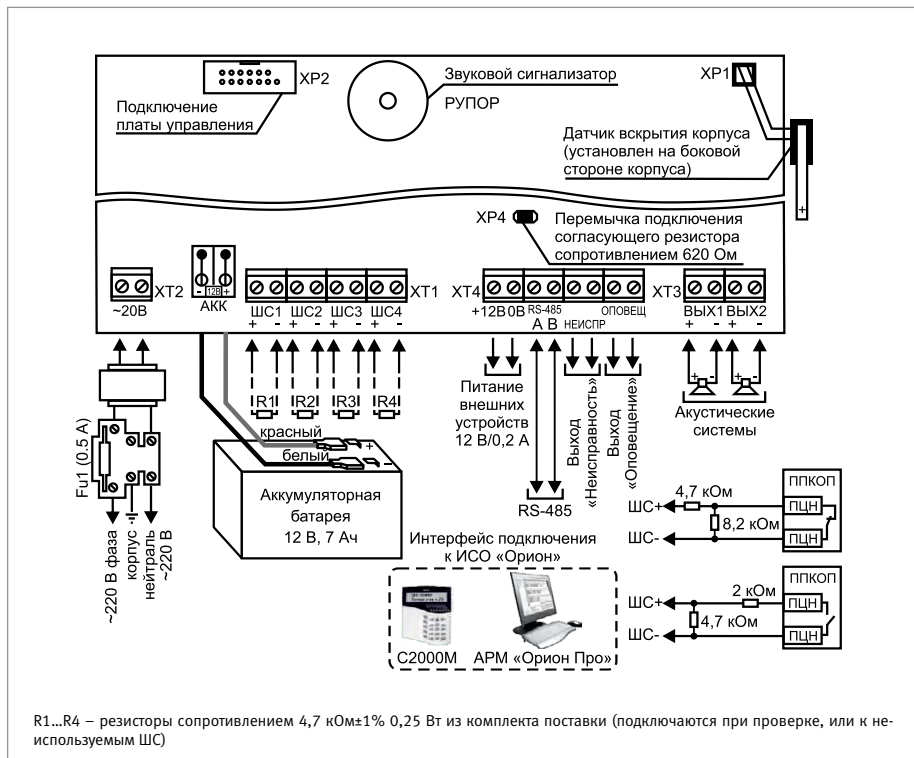 XP2
Подключение
платы управления
Звуковой сигнализатор
РУПОР
XP1
Датчик вскрытия корпуса
(установлен на боковой
стороне корпуса)
+
XP4
Перемычка подключения
согласующего резистора
сопротивлением 620 Ом
XT2
~20В
- 12В +
АКК
XT1
ШС1 ШС2 ШС3 ШС4
+ - + - + - + -
XT4
+12В 0В RS-485 ОПОВЕЩ
A B НЕИСПР
XT3
ВЫХ1 ВЫХ2
+ - + -
R1 R2 R3 R4
Питание
внешних
устройств
12 В/0,2 А
RS-485
Выход
«Неисправность»
Выход
«Оповещение»
+ - + -
Акустические
системы
Fu1 (0.5 А)
~220 В фаза
корпус
нейтраль
~220 В
красный
белый
+
-
Аккумуляторная
батарея
12 В, 7 Ач
Интерфейс подключения
к ИСО «Орион»
С2000М
АРМ «Орион Про»
ППКОП
ШС+ 4,7 кОм ПЦН
8,2 кОм
ШС- ПЦН
ППКОП
ШС+ 2 кОм ПЦН
4,7 кОм
ШС- ПЦН
R1...R4 – резисторы сопротивлением 4,7 кОм±1% 0,25 Вт из комплекта поставки (подключаются при проверке, или к не-
используемым ШС)